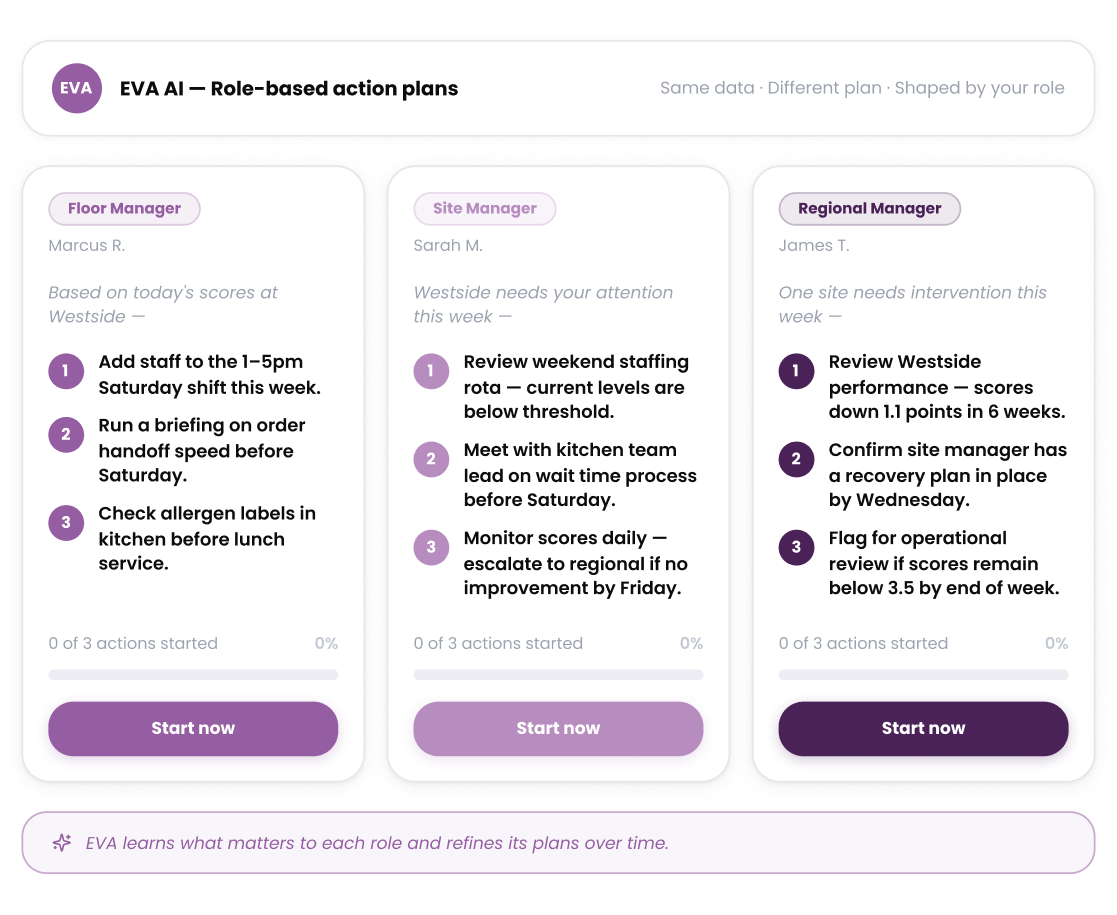 EVA
EVA AI — Role-based action plans
Same data · Different plan · Shaped by your role
Floor Manager
Marcus R.
Based on today's scores at
Westside —
1
Add staff to the 1–5pm
Saturday shift this week.
2
Run a briefing on order
handoff speed before
Saturday.
3
Check allergen labels in
kitchen before lunch
service.
0 of 3 actions started
0%
Start now
Site Manager
Sarah M.
Westside needs your attention
this week —
1
Review weekend staffing
rota — current levels are
below threshold.
2
Meet with kitchen team
lead on wait time process
before Saturday.
3
Monitor scores daily —
escalate to regional if no
improvement by Friday.
0 of 3 actions started
0%
Start now
Regional Manager
James T.
One site needs intervention this
week —
1
Review Westside
performance — scores
down 1.1 points in 6 weeks.
2
Confirm site manager has
a recovery plan in place
by Wednesday.
3
Flag for operational
review if scores remain
below 3.5 by end of week.
0 of 3 actions started
0%
Start now
EVA learns what matters to each role and refines its plans over time.